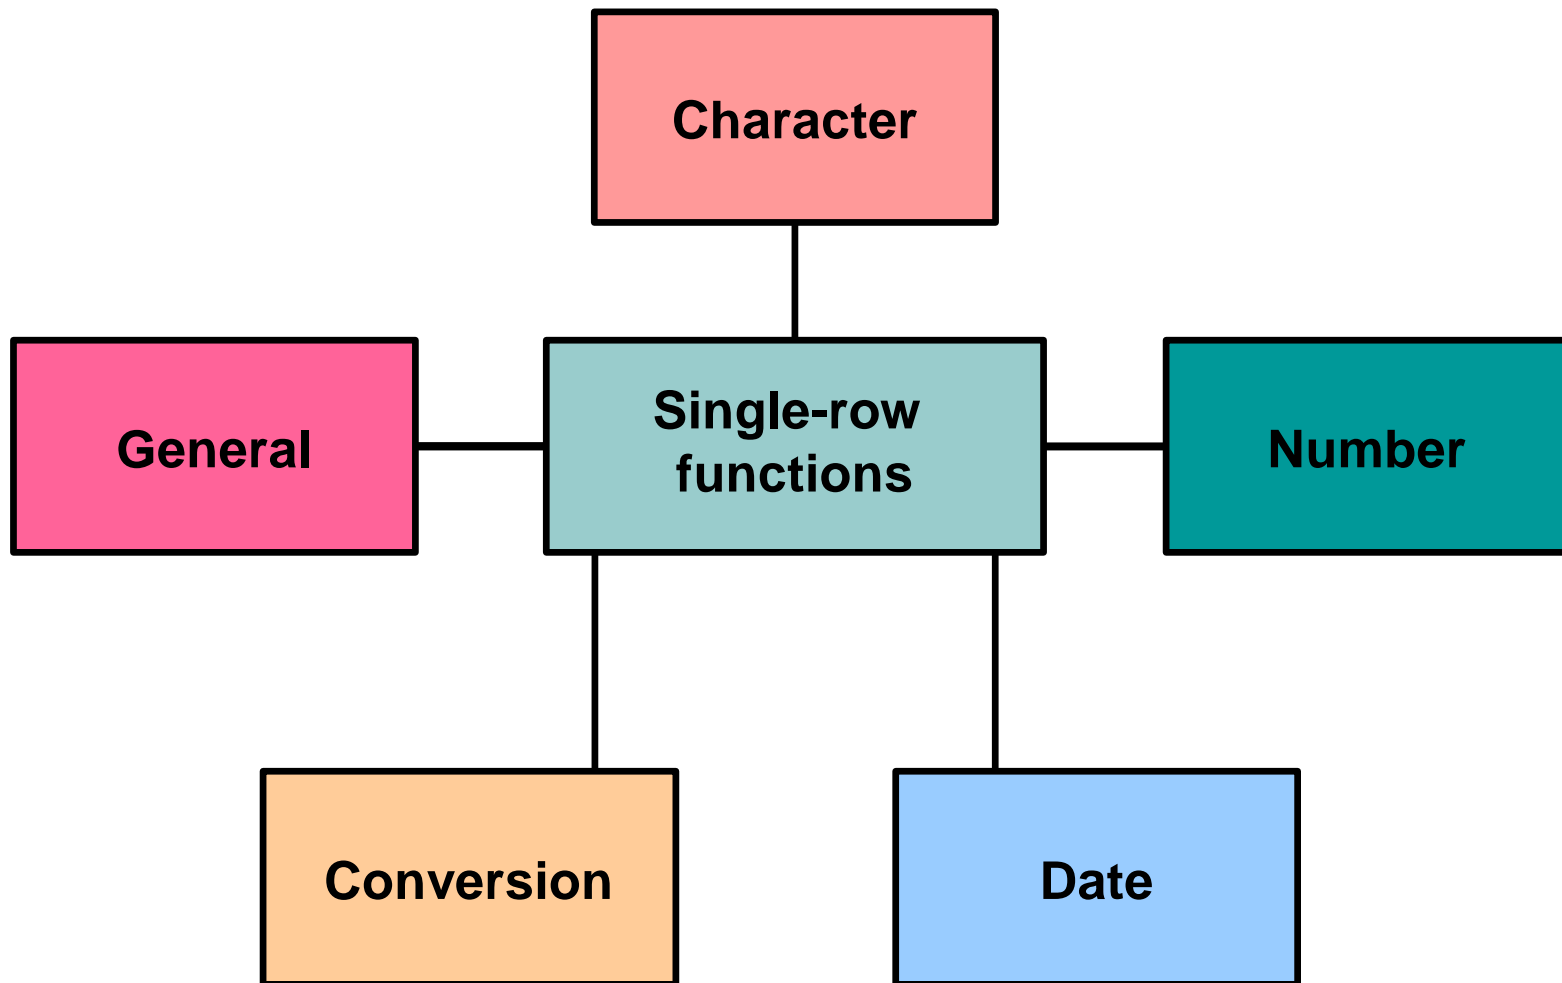 Character
General
Single-row
functions
Number
Conversion
Date